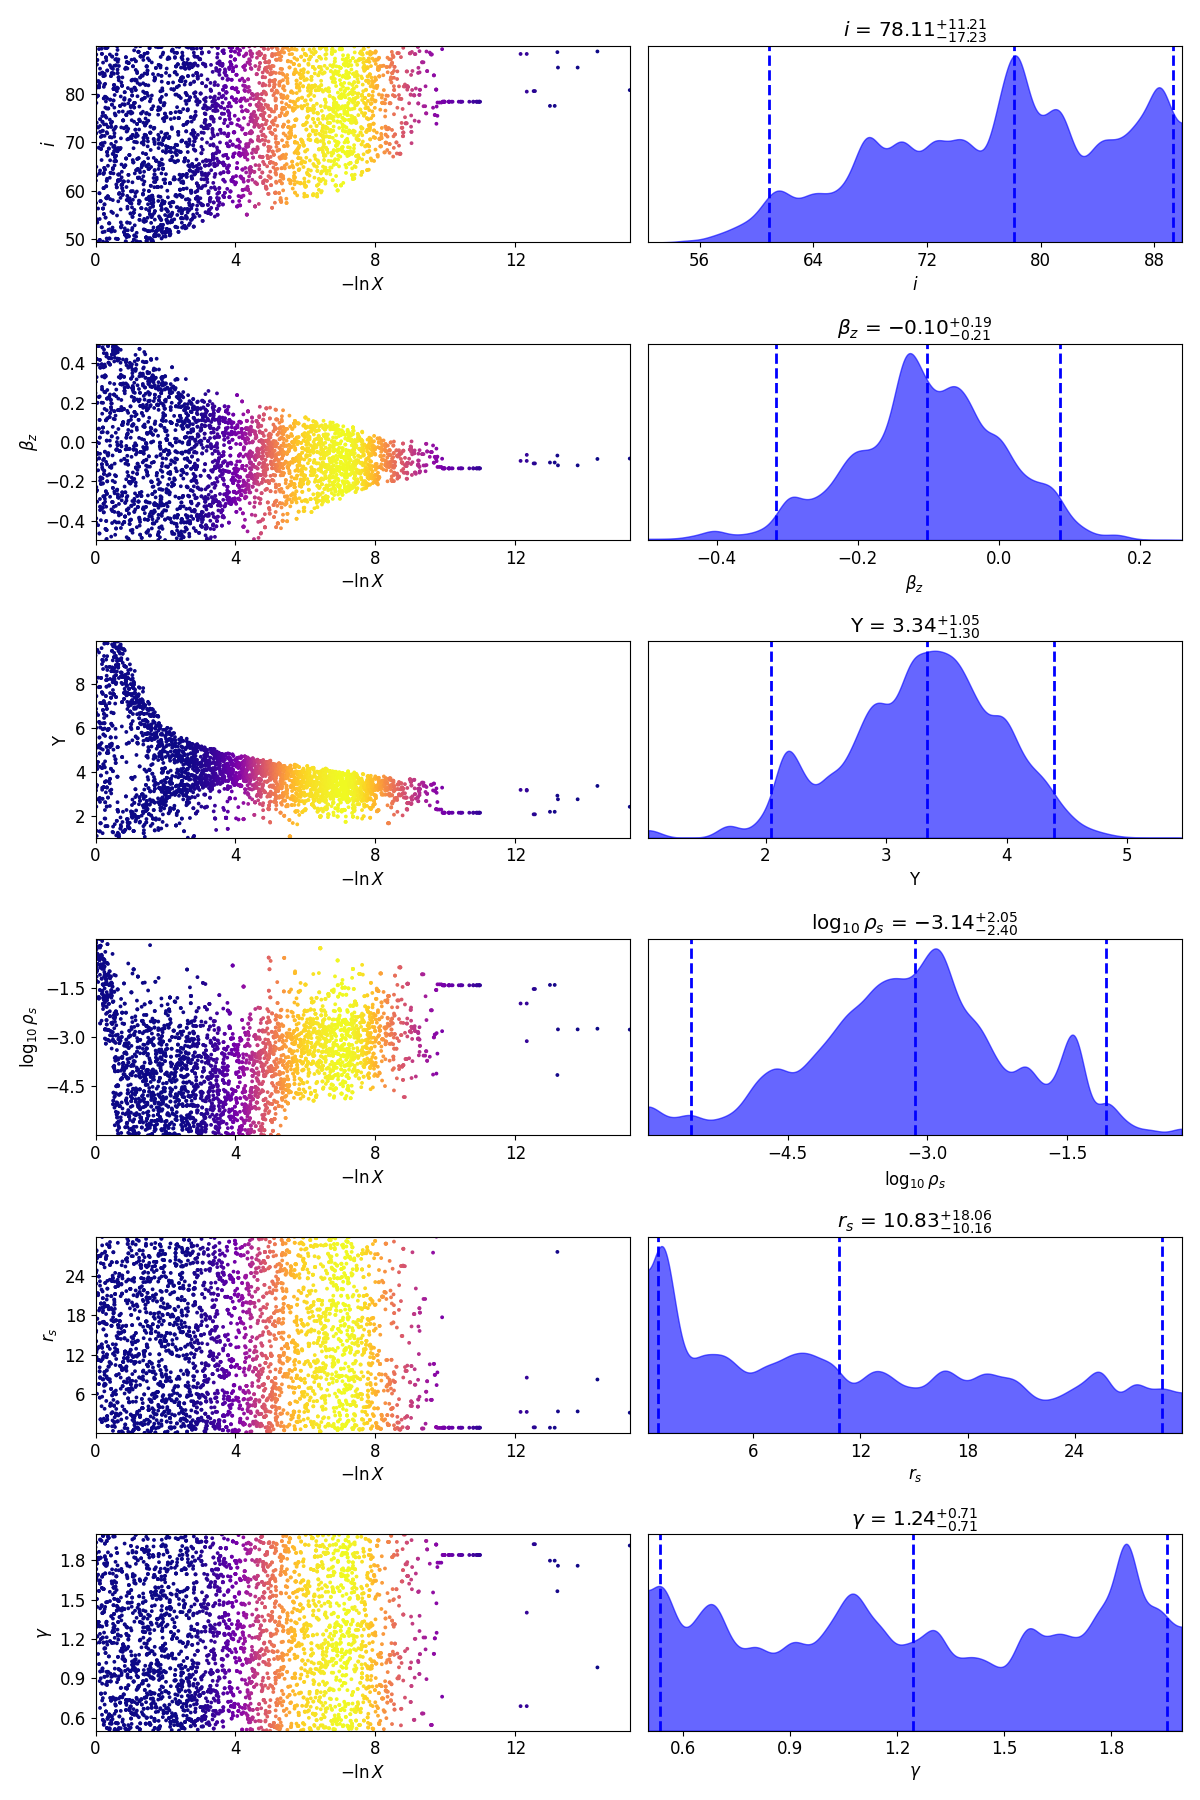 i = 78.11 +11.21 −17.23
80
70
60
50
i
0 4 8 12
−ln X
56 64 72 80 88
i
β_z = −0.10 +0.19 −0.21
0.4
0.2
0.0
−0.2
−0.4
β_z
0 4 8 12
−ln X
−0.4 −0.2 0.0 0.2
β_z
Y = 3.34 +1.05 −1.30
8
6
4
2
Y
0 4 8 12
−ln X
2 3 4 5
Y
log₁₀ ρ_s = −3.14 +2.05 −2.40
−1.5
−3.0
−4.5
log₁₀ ρ_s
0 4 8 12
−ln X
−4.5 −3.0 −1.5
log₁₀ ρ_s
r_s = 10.83 +18.06 −10.16
24
18
12
6
r_s
0 4 8 12
−ln X
6 12 18 24
r_s
γ = 1.24 +0.71 −0.71
1.8
1.5
1.2
0.9
0.6
γ
0 4 8 12
−ln X
0.6 0.9 1.2 1.5 1.8
γ